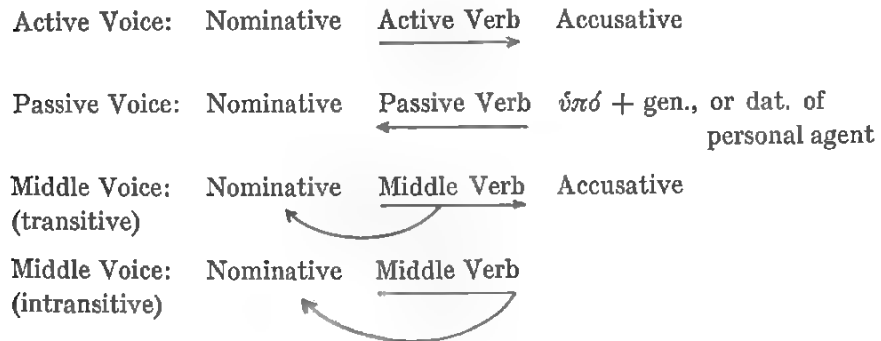 Active Voice: Nominative Active Verb Accusative
Passive Voice: Nominative Passive Verb ὑπό + gen., or dat. of
personal agent
Middle Voice: Nominative Middle Verb Accusative
(transitive)
Middle Voice: Nominative Middle Verb
(intransitive)